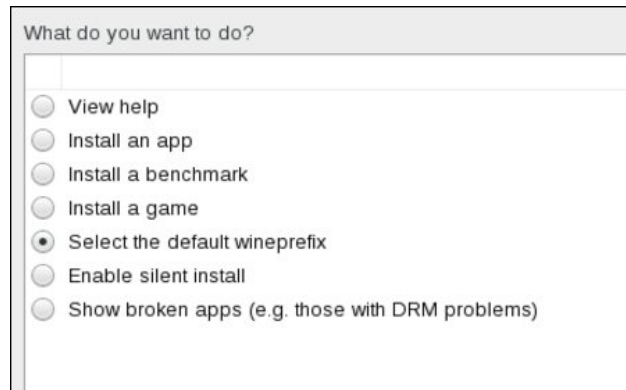 What do you want to do?
View help
Install an app
Install a benchmark
Install a game
Select the default wineprefix
Enable silent install
Show broken apps (e.g. those with DRM problems)